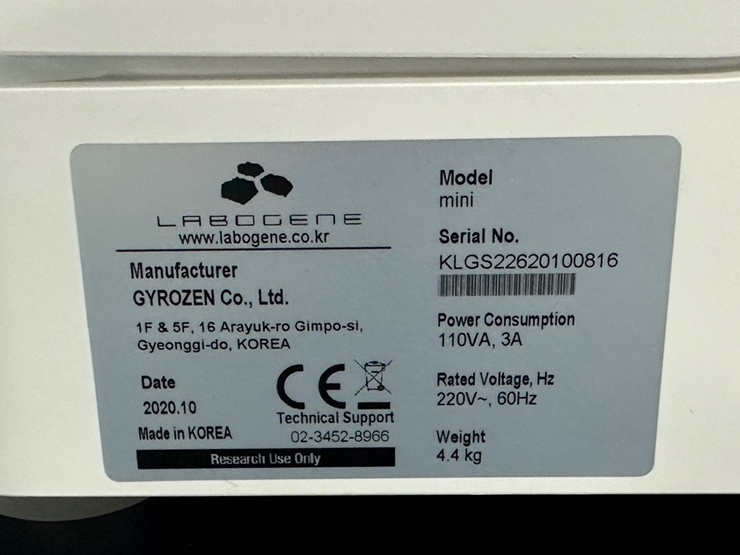 LABOGENE
www.labogene.co.kr
Manufacturer
GYROZEN Co., Ltd.
1F & 5F, 16 Arayuk-ro Gimpo-si,
Gyeonggi-do, KOREA
Date
2020.10
Made in KOREA
CE
Technical Support
02-3452-8966
Research Use Only
Model
mini
Serial No.
KLGS22620100816
Power Consumption
110VA, 3A
Rated Voltage, Hz
220V~, 60Hz
Weight
4.4 kg